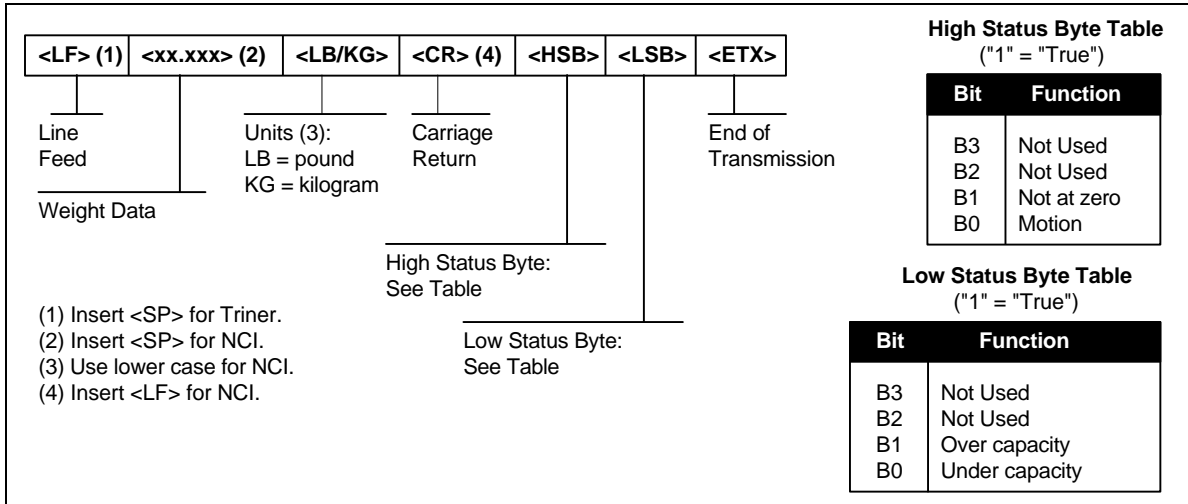 <LF> (1) <xx.xxx> (2) <LB/KG> <CR> (4) <HSB> <LSB> <ETX>
Line
Feed
Weight Data
Units (3):
LB = pound
KG = kilogram
Carriage
Return
End of
Transmission
High Status Byte:
See Table
Low Status Byte:
See Table
(1) Insert <SP> for Triner.
(2) Insert <SP> for NCI.
(3) Use lower case for NCI.
(4) Insert <LF> for NCI.
High Status Byte Table
("1" = "True")
Bit Function
B3 Not Used
B2 Not Used
B1 Not at zero
B0 Motion
Low Status Byte Table
("1" = "True")
Bit Function
B3 Not Used
B2 Not Used
B1 Over capacity
B0 Under capacity